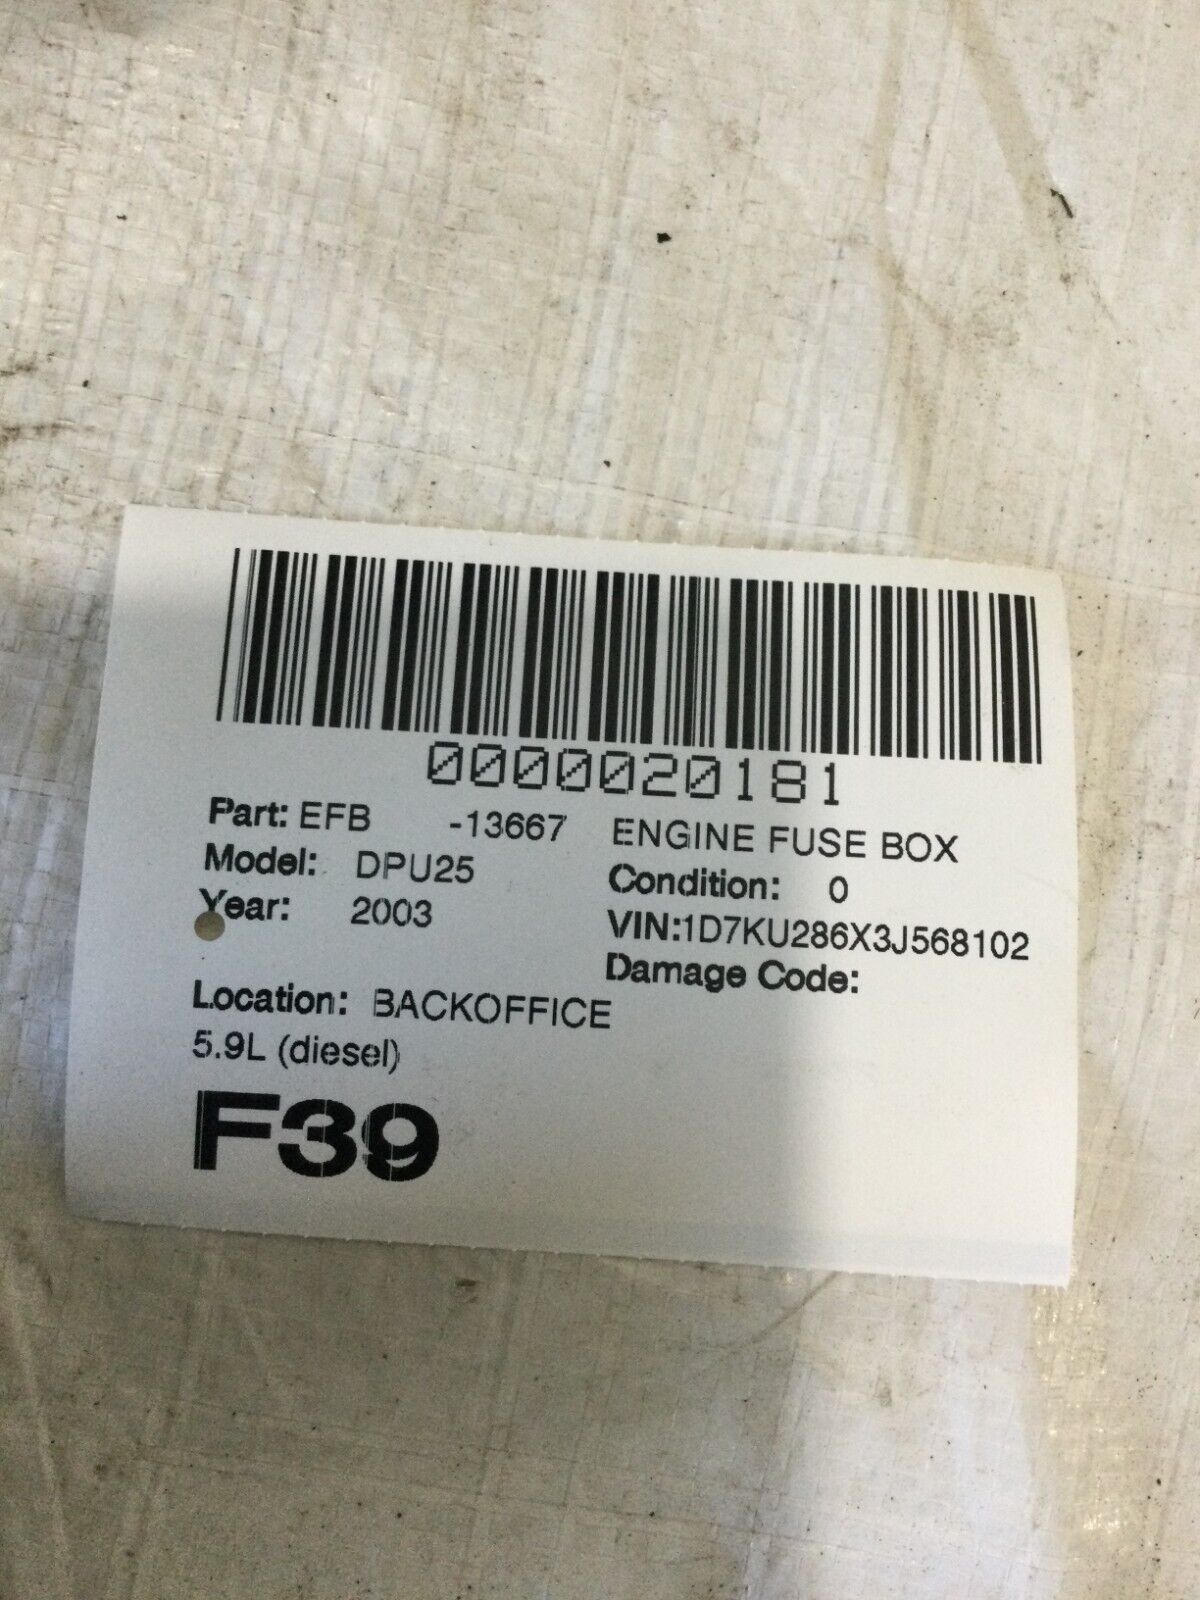 0000020181
Part: EFB -13667 ENGINE FUSE BOX
Model: DPU25 Condition: 0
Year: 2003 VIN:1D7KU286X3J568102
Damage Code:
Location: BACKOFFICE
5.9L (diesel)
F39